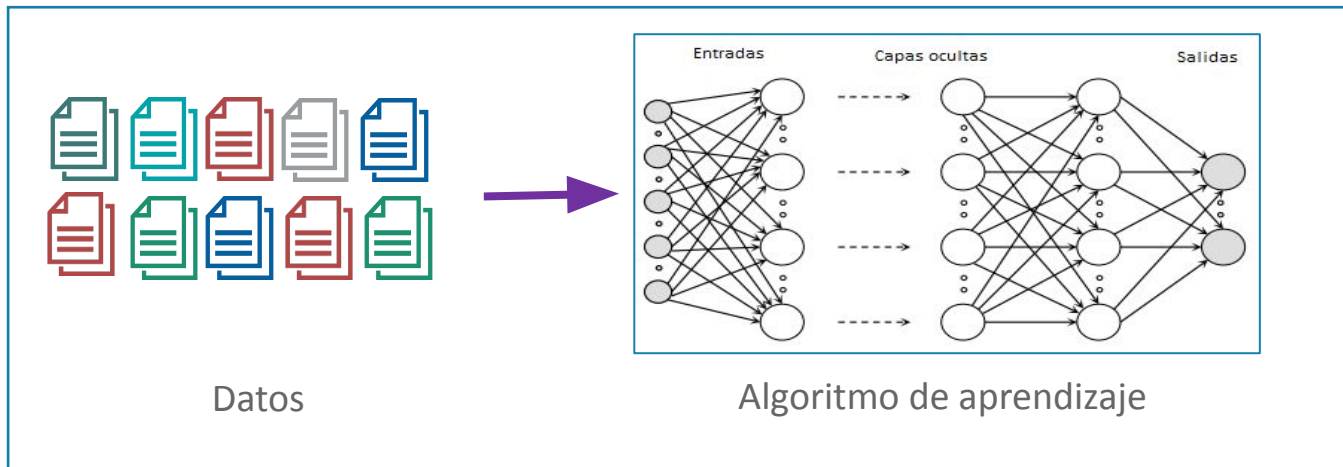 Entradas
Capas ocultas
Salidas
Datos
Algoritmo de aprendizaje